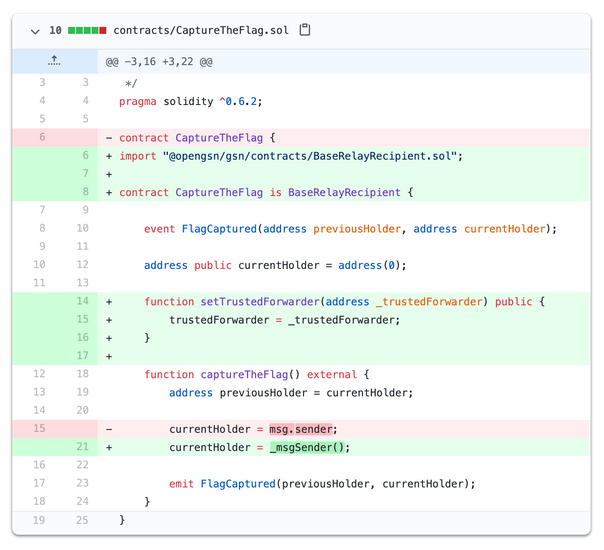 10 contracts/CaptureTheFlag.sol
@@ -3,16 +3,22 @@
3 3 */
4 4 pragma solidity ^0.6.2;
5 5
6 - contract CaptureTheFlag {
6 + import "@opengsn/gsn/contracts/BaseRelayRecipient.sol";
7 +
8 + contract CaptureTheFlag is BaseRelayRecipient {
7 9
8 10 event FlagCaptured(address previousHolder, address currentHolder);
9 11
10 12 address public currentHolder = address(0);
11 13
14 + function setTrustedForwarder(address _trustedForwarder) public {
15 + trustedForwarder = _trustedForwarder;
16 + }
17 +
12 18 function captureTheFlag() external {
13 19 address previousHolder = currentHolder;
14 20
15 - currentHolder = msg.sender;
21 + currentHolder = _msgSender();
16 22
17 23 emit FlagCaptured(previousHolder, currentHolder);
18 24 }
19 25 }